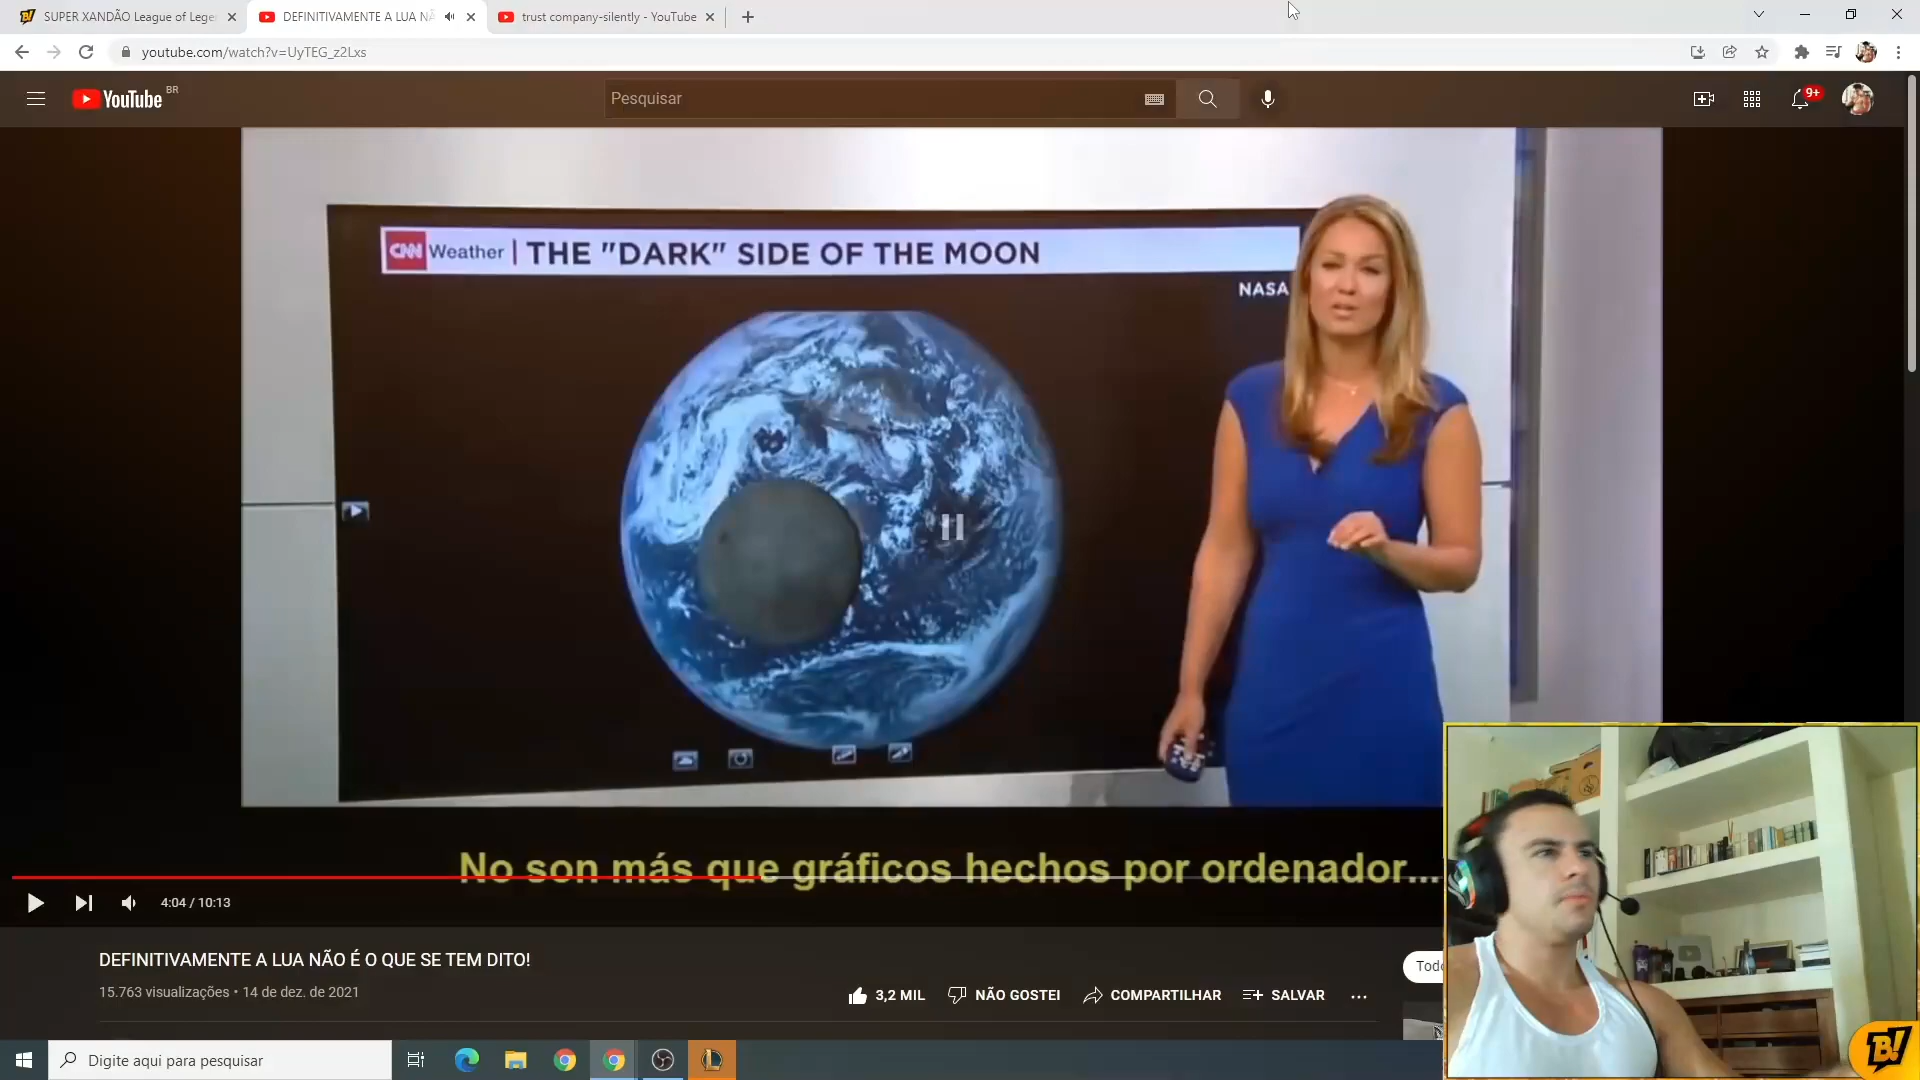 SUPER XANDÃO League of Lege
DEFINITIVAMENTE A LUA NÃ
trust company-silently - YouTube
youtube.com/watch?v=UyTEG_z2Lxs
YouTube BR
Pesquisar
9+
CNN Weather | THE "DARK" SIDE OF THE MOON
NASA
No son más que gráficos hechos por ordenador...
4:04 / 10:13
DEFINITIVAMENTE A LUA NÃO É O QUE SE TEM DITO!
15.763 visualizações • 14 de dez. de 2021
3,2 MIL
NÃO GOSTEI
COMPARTILHAR
SALVAR
Todo
Digite aqui para pesquisar
B!